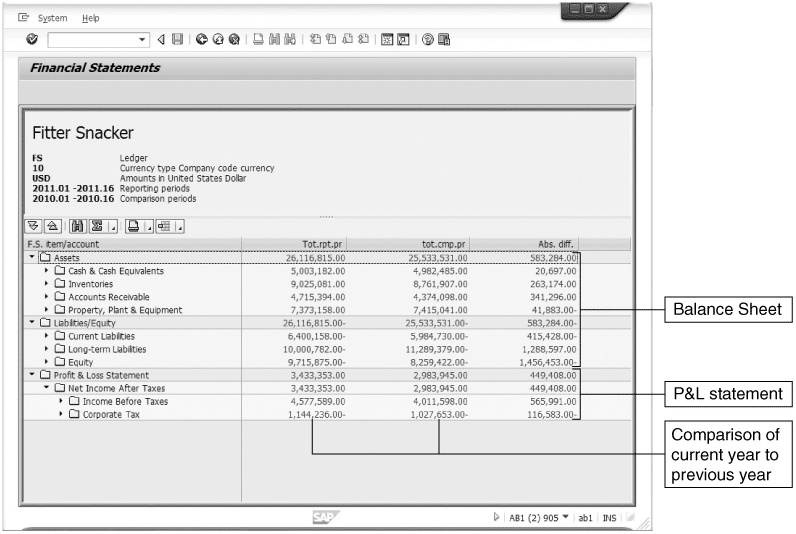 System Help
Financial Statements
Fitter Snacker
FS Ledger
10 Currency type Company code currency
USD Amounts in United States Dollar
2011.01 -2011.16 Reporting periods
2010.01 -2010.16 Comparison periods
F.S. item/account Tot.rpt.pr tot.cmp.pr Abs. diff.
Assets 26,116,815.00 25,533,531.00 583,284.00
Cash & Cash Equivalents 5,003,182.00 4,982,485.00 20,697.00
Inventories 9,025,081.00 8,761,907.00 263,174.00
Accounts Receivable 4,715,394.00 4,374,098.00 341,296.00
Property, Plant & Equipment 7,373,158.00 7,415,041.00 41,883.00-
Balance Sheet
Liabilities/Equity 26,116,815.00- 25,533,531.00- 583,284.00-
Current Liabilities 6,400,158.00- 5,984,730.00- 415,428.00-
Long-term Liabilities 10,000,782.00- 11,289,379.00- 1,288,597.00
Equity 9,715,875.00- 8,259,422.00- 1,456,453.00-
Profit & Loss Statement 3,433,353.00 2,983,945.00 449,408.00
Net Income After Taxes 3,433,353.00 2,983,945.00 449,408.00
P&L statement
Income Before Taxes 4,577,589.00 4,011,598.00 565,991.00
Corporate Tax 1,144,236.00- 1,027,653.00- 116,583.00-
Comparison of
current year to
previous year
SAP
AB1 (2) 905 ab1 INS